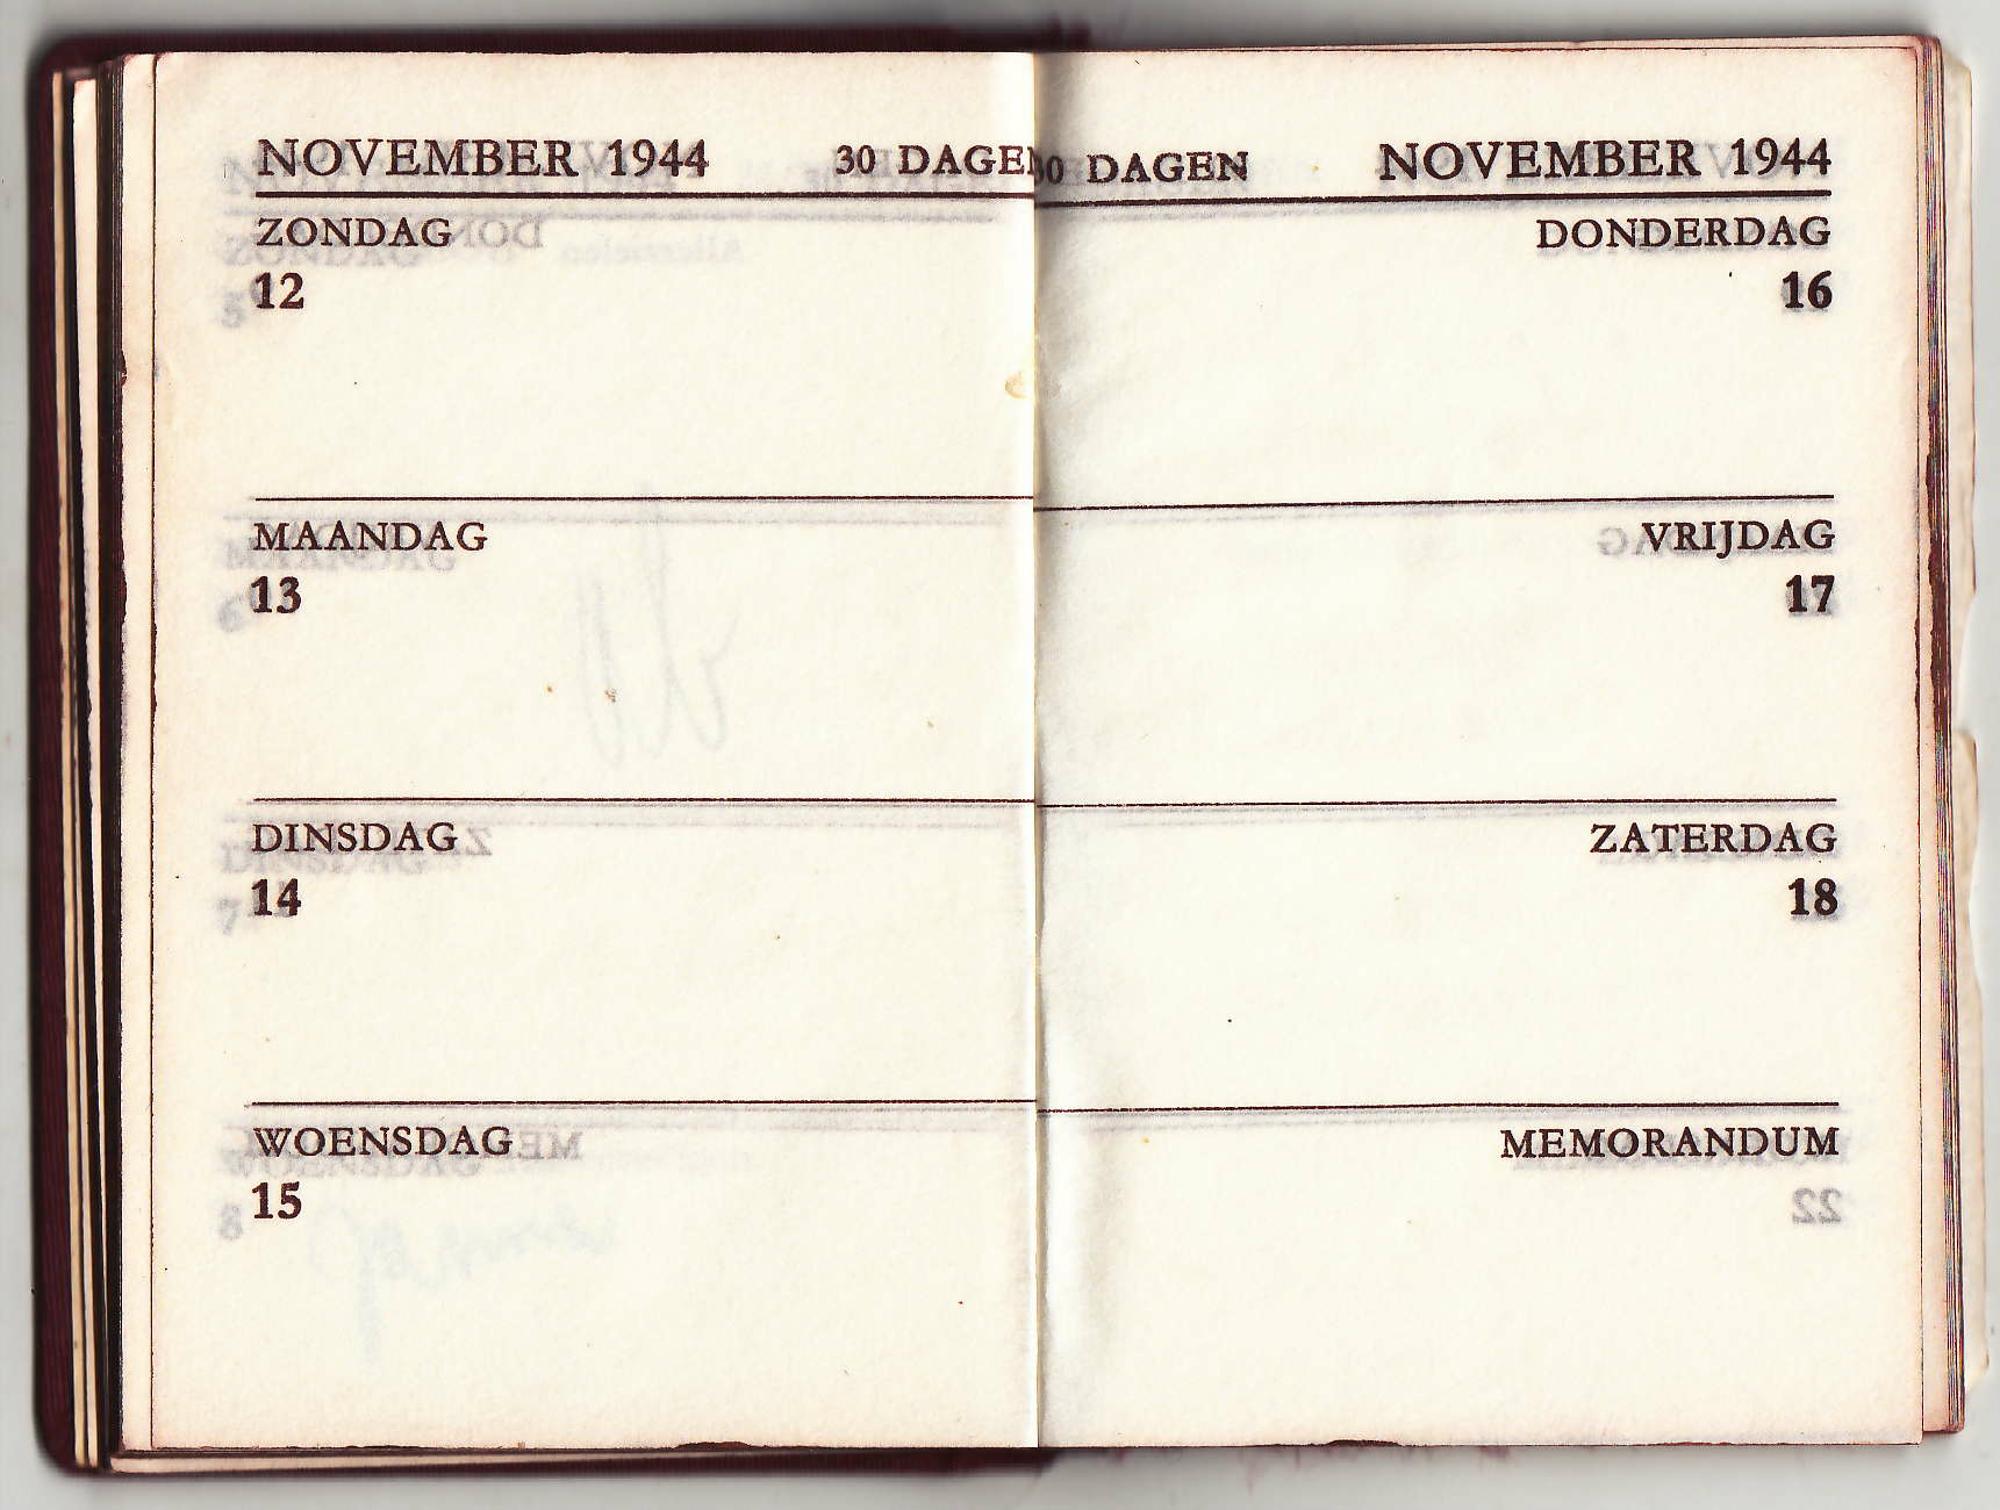 NOVEMBER 1944 30 DAGEN
ZONDAG
12
MAANDAG
13
DINSDAG
14
WOENSDAG
15
30 DAGEN NOVEMBER 1944
DONDERDAG
16
VRIJDAG
17
ZATERDAG
18
MEMORANDUM
22